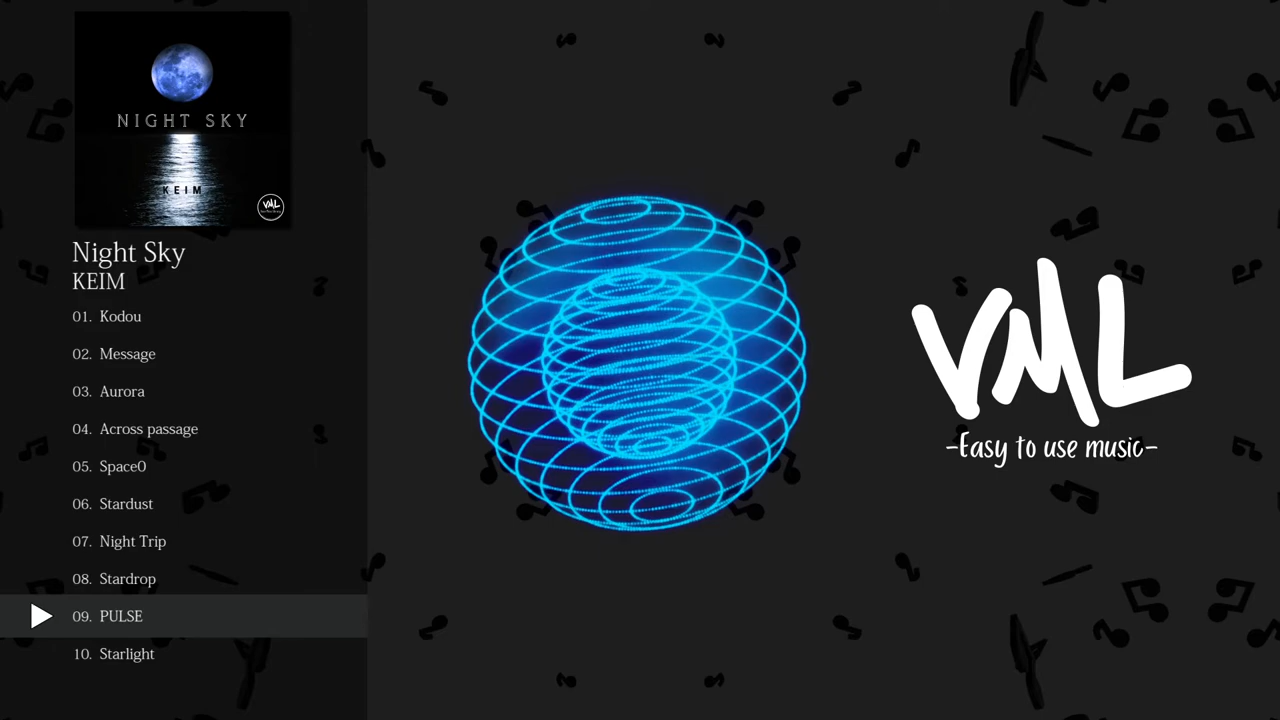 NIGHT SKY
KEIM
VML
Night Sky
KEIM
01. Kodou
02. Message
03. Aurora
04. Across passage
05. Space0
06. Stardust
07. Night Trip
08. Stardrop
09. PULSE
10. Starlight
VML
-Easy to use music-